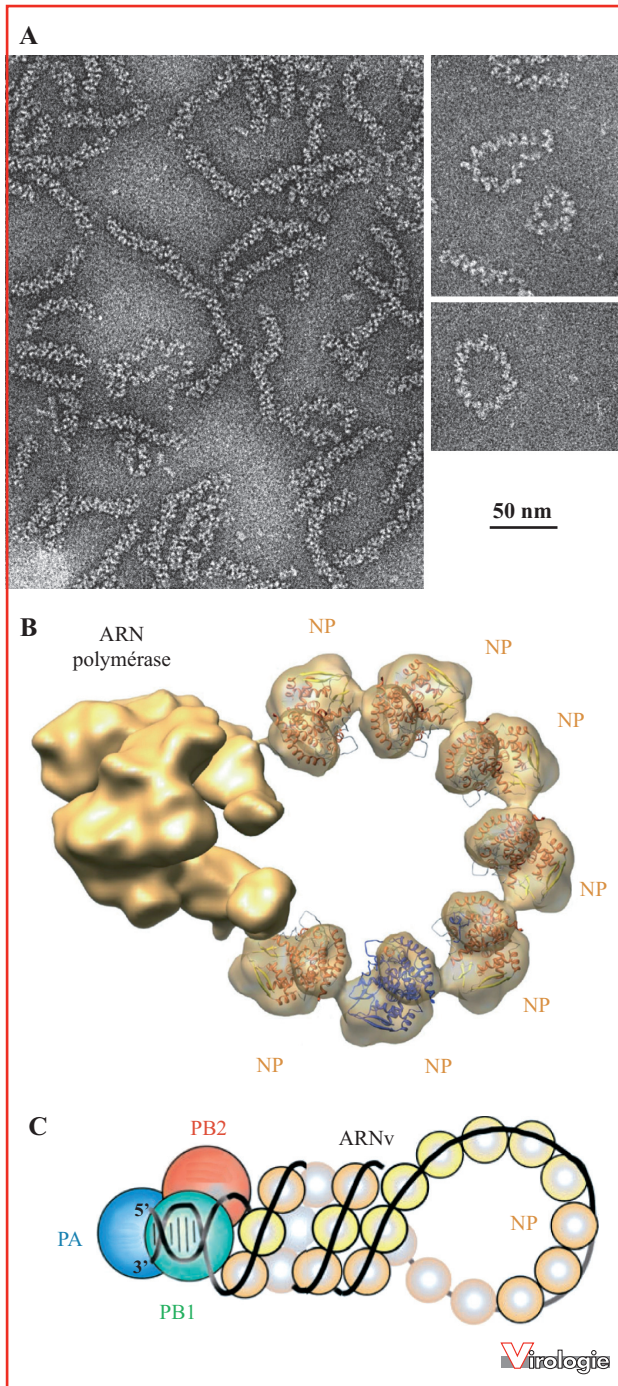 A
50 nm
B
ARN
polymérase
NP
NP
NP
NP
NP
NP
NP
C
PB2
ARNv
5'
PA
NP
3'
PB1
Virologie